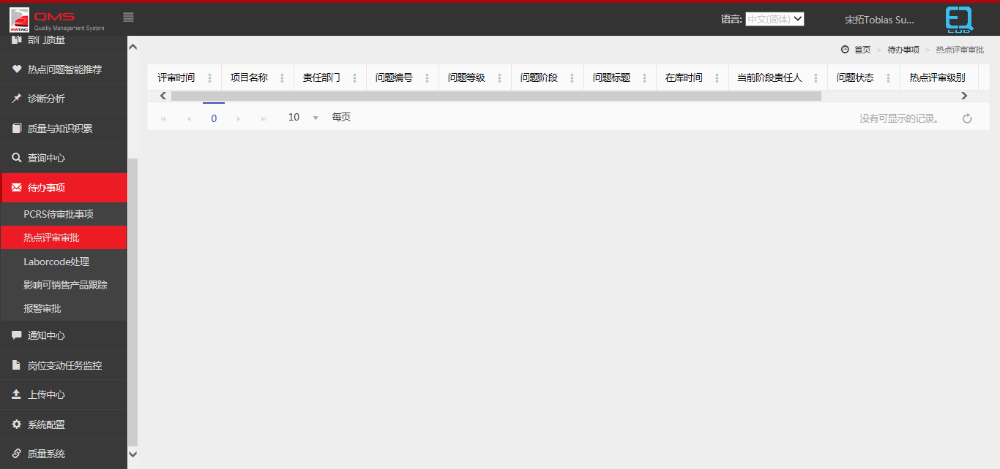 QMS
PATAC
Quality Management System
语言: 中文(简体)
宋拓Tobias Su...
部门质量
热点问题智能推荐
诊断分析
质量与知识积累
查询中心
待办事项
PCRS待审批事项
热点评审审批
Laborcode处理
影响可销售产品跟踪
报警审批
通知中心
岗位变动任务监控
上传中心
系统配置
质量系统
首页 > 待办事项 > 热点评审审批
评审时间 项目名称 责任部门 问题编号 问题等级 问题阶段 问题标题 在库时间 当前阶段责任人 问题状态 热点评审级别
0 10 每页 没有可显示的记录。